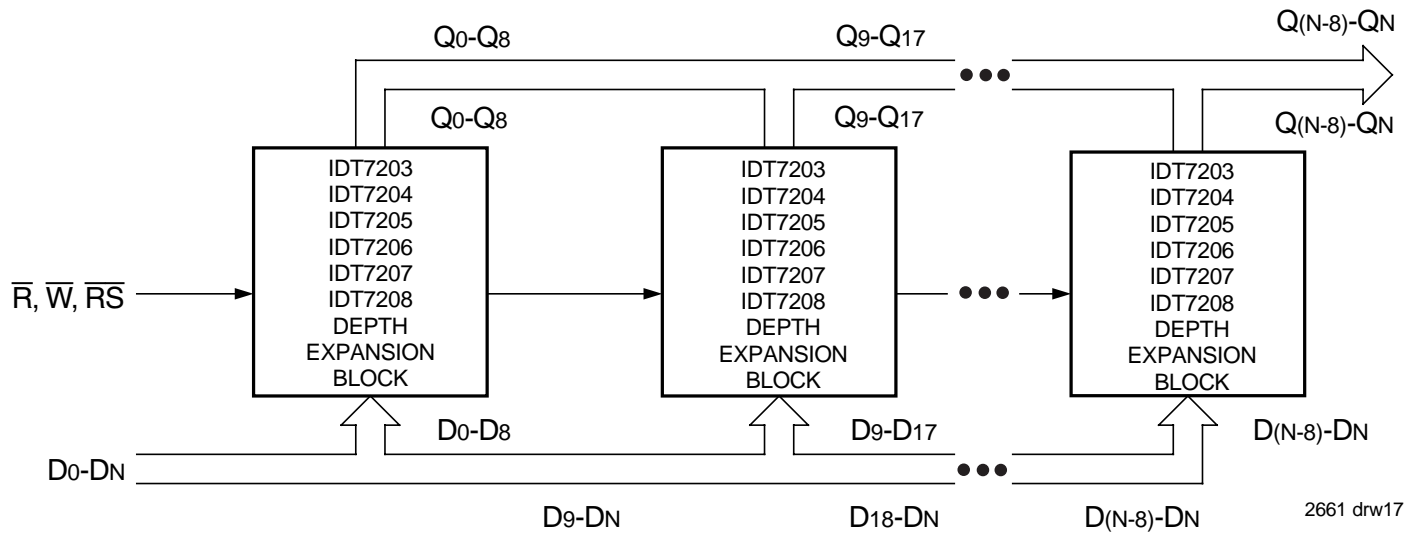 Q0-Q8
Q9-Q17
Q(N-8)-QN
Q0-Q8
Q9-Q17
Q(N-8)-QN
IDT7203
IDT7204
IDT7205
IDT7206
IDT7207
IDT7208
DEPTH
EXPANSION
BLOCK
IDT7203
IDT7204
IDT7205
IDT7206
IDT7207
IDT7208
DEPTH
EXPANSION
BLOCK
IDT7203
IDT7204
IDT7205
IDT7206
IDT7207
IDT7208
DEPTH
EXPANSION
BLOCK
R̅, W̅, R̅S̅
D0-D8
D9-D17
D(N-8)-DN
D0-DN
D9-DN
D18-DN
D(N-8)-DN
2661 drw17